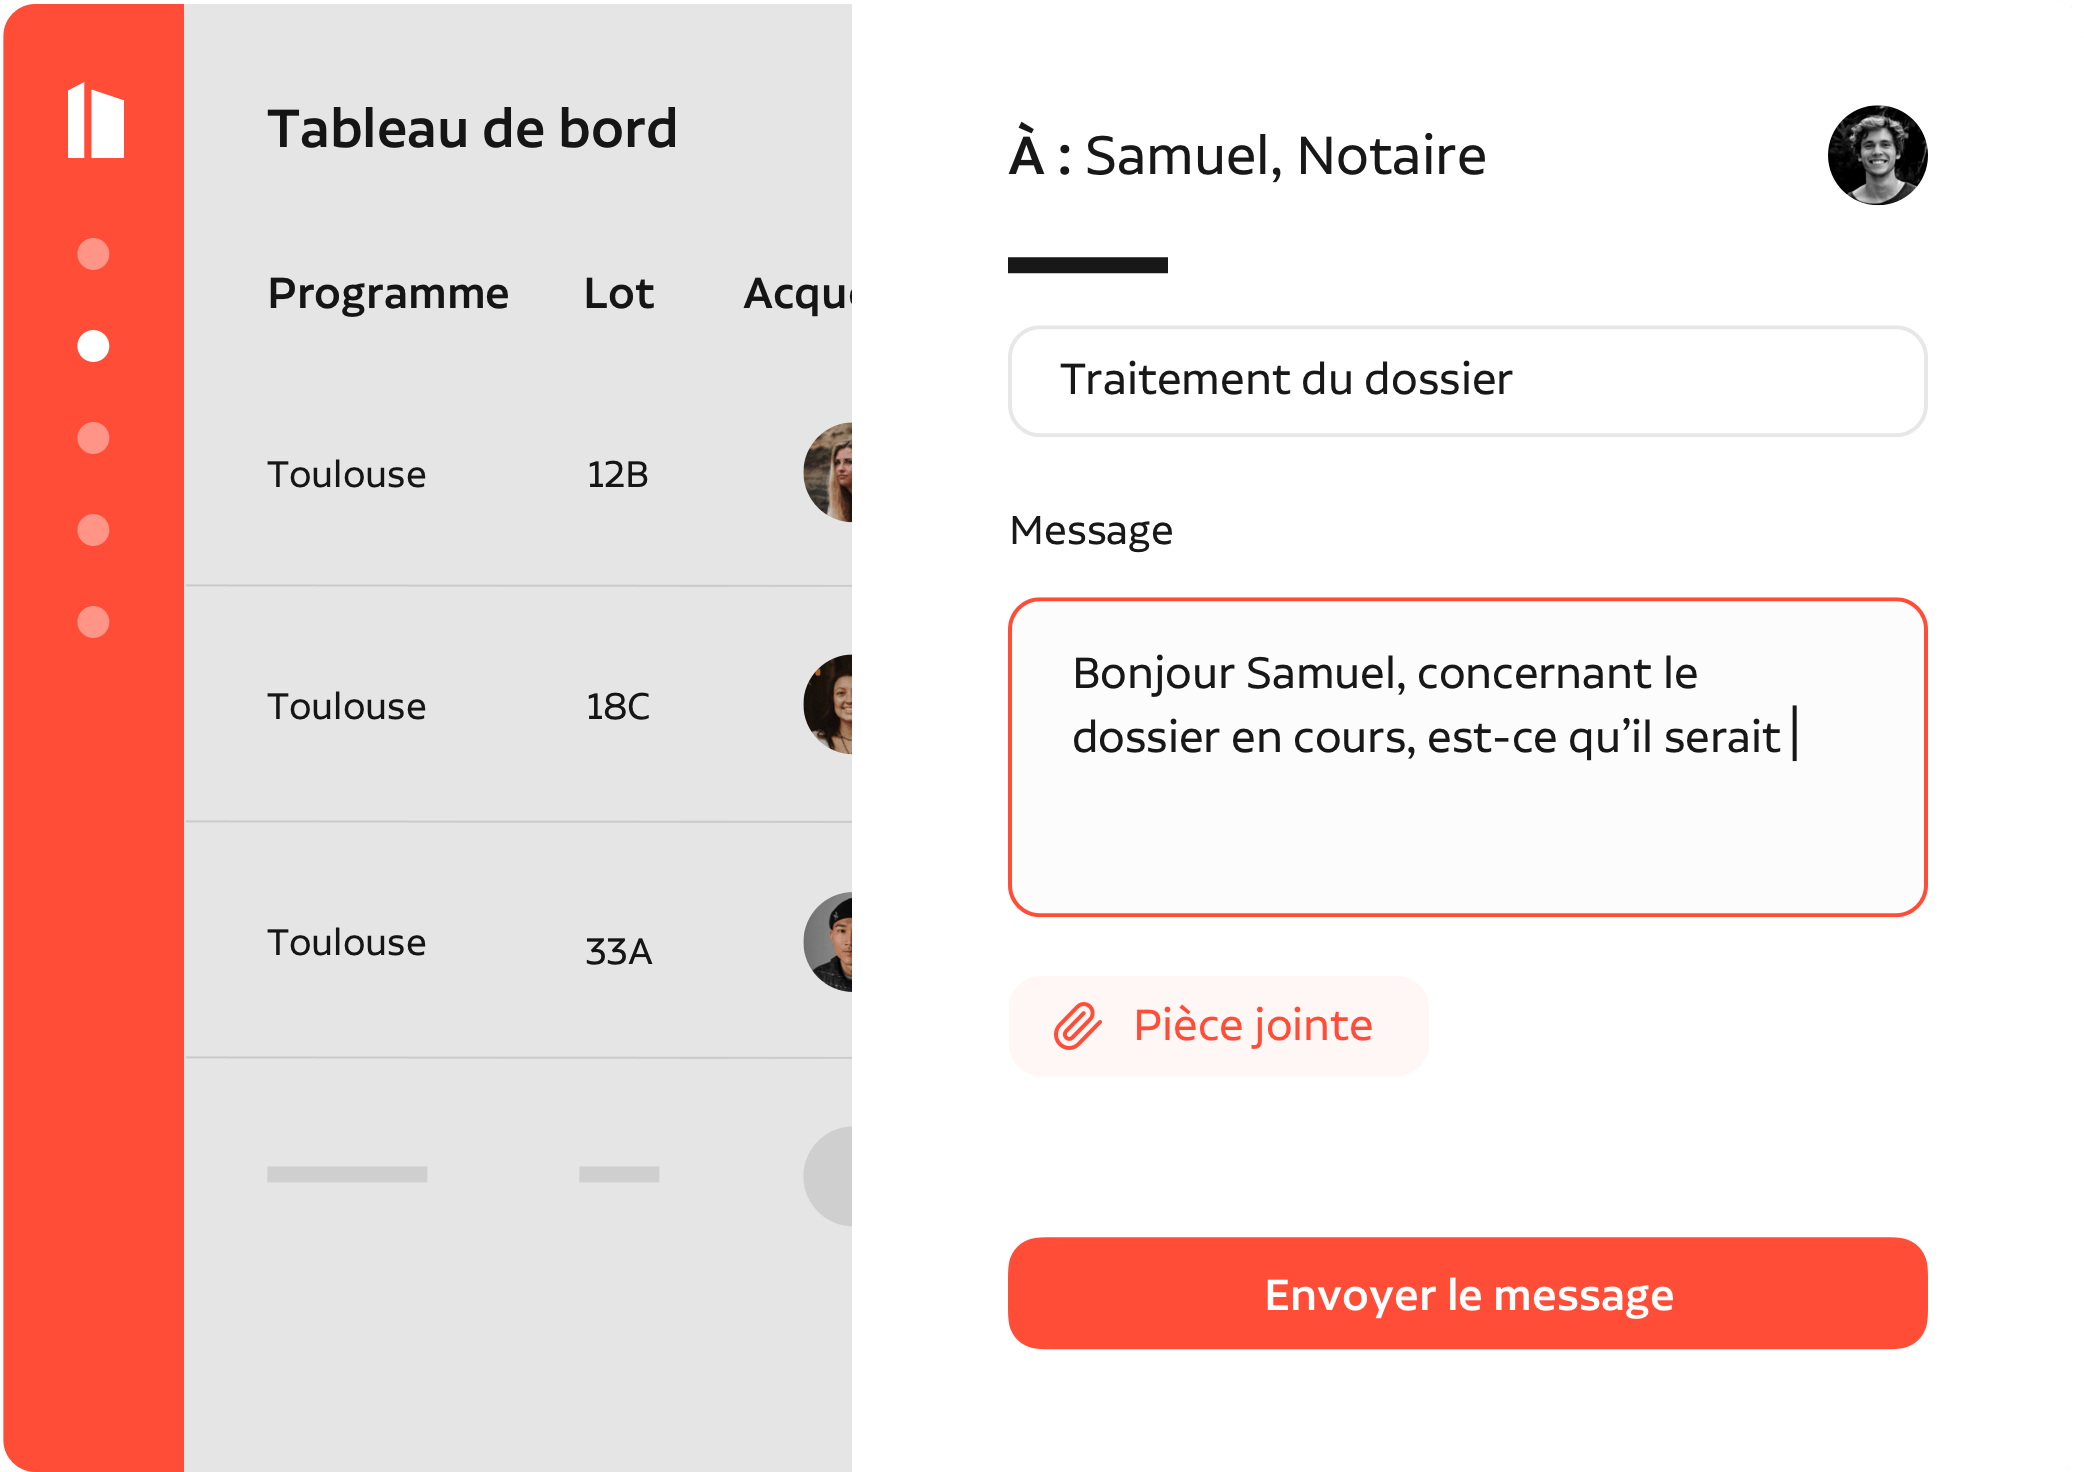 Tableau de bord
Programme Lot Acqu
Toulouse 12B
Toulouse 18C
Toulouse 33A
À : Samuel, Notaire
Traitement du dossier
Message
Bonjour Samuel, concernant le
dossier en cours, est-ce qu’il serait
Pièce jointe
Envoyer le message